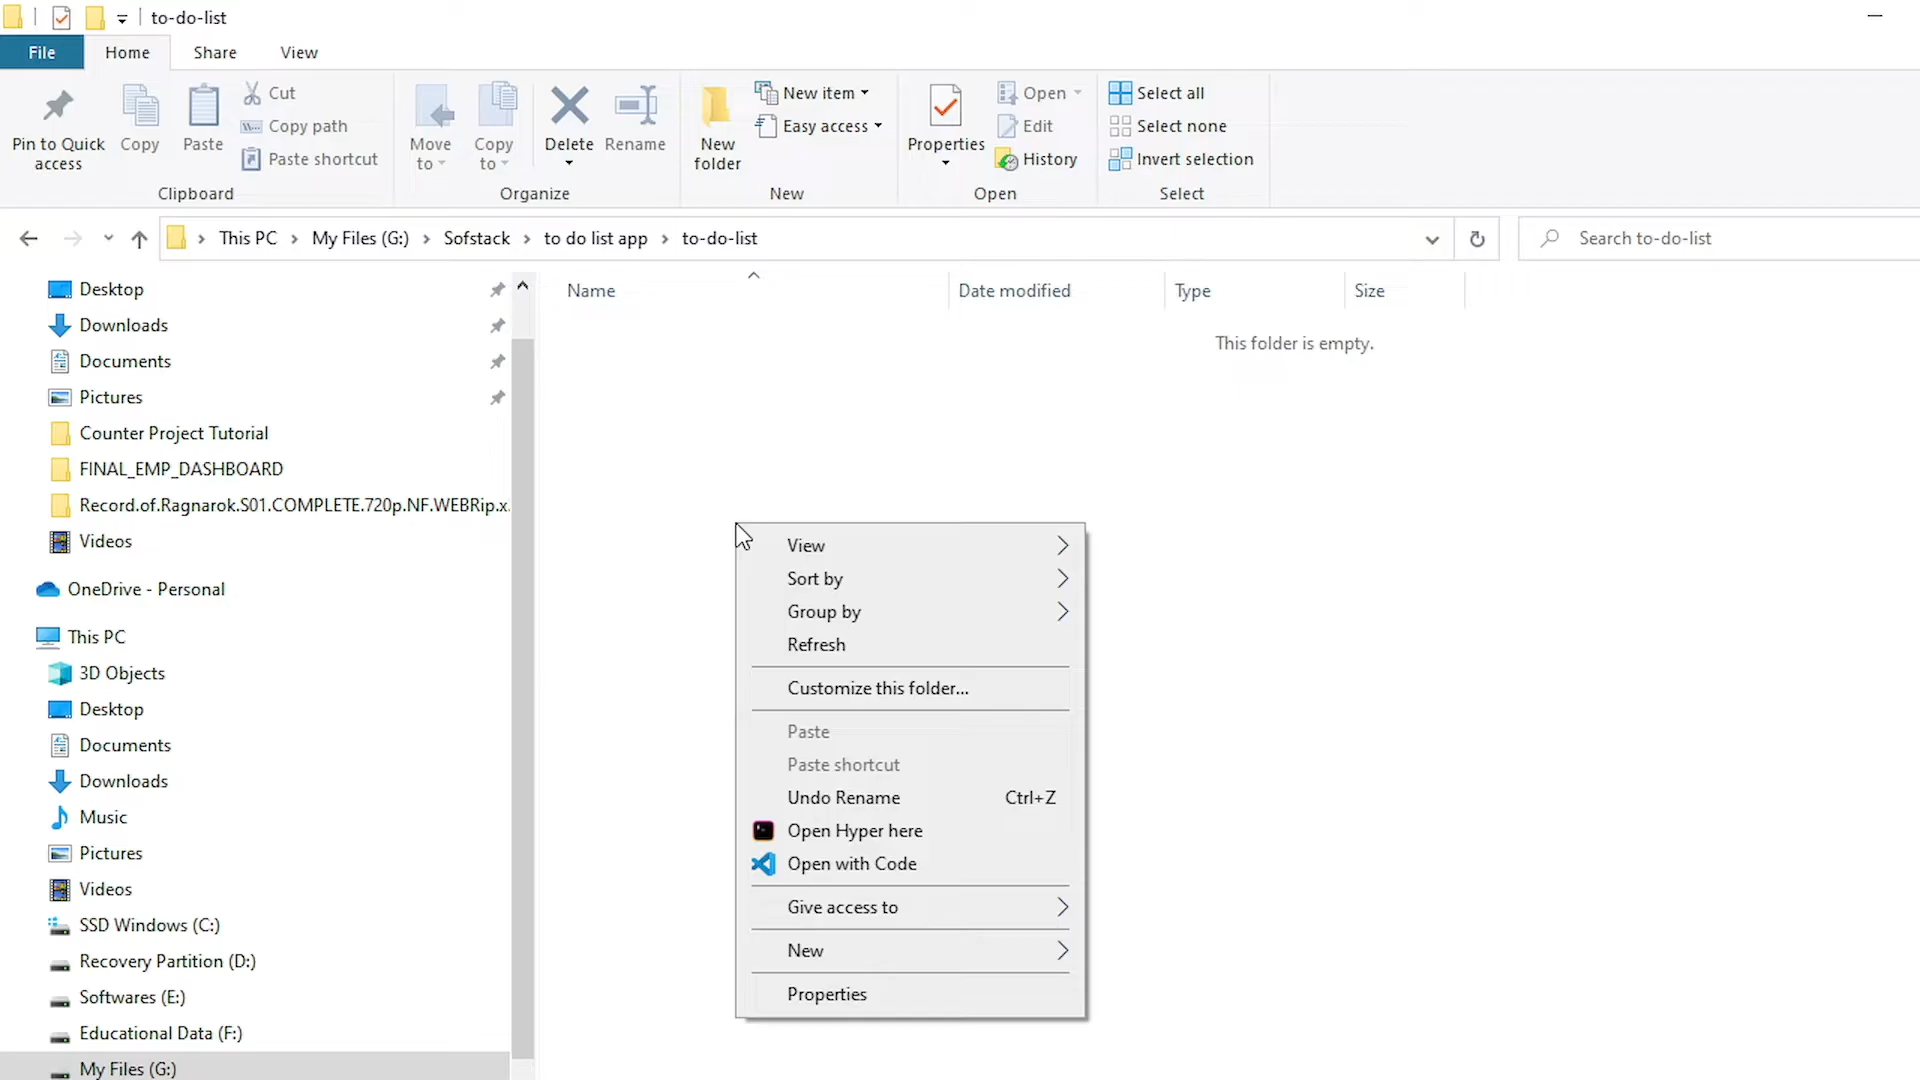 to-do-list
File Home Share View
Pin to Quick access
Copy
Paste
Cut
Copy path
Paste shortcut
Clipboard
Move to
Copy to
Delete
Rename
Organize
New folder
New item
Easy access
New
Properties
Open
Edit
History
Open
Select all
Select none
Invert selection
Select
This PC My Files (G:) Sofstack to do list app to-do-list
Search to-do-list
Desktop
Downloads
Documents
Pictures
Counter Project Tutorial
FINAL_EMP_DASHBOARD
Record.of.Ragnarok.S01.COMPLETE.720p.NF.WEBRip.x.
Videos
OneDrive - Personal
This PC
3D Objects
Desktop
Documents
Downloads
Music
Pictures
Videos
SSD Windows (C:)
Recovery Partition (D:)
Softwares (E:)
Educational Data (F:)
My Files (G:)
Name Date modified Type Size
This folder is empty.
View
Sort by
Group by
Refresh
Customize this folder...
Paste
Paste shortcut
Undo Rename Ctrl+Z
Open Hyper here
Open with Code
Give access to
New
Properties